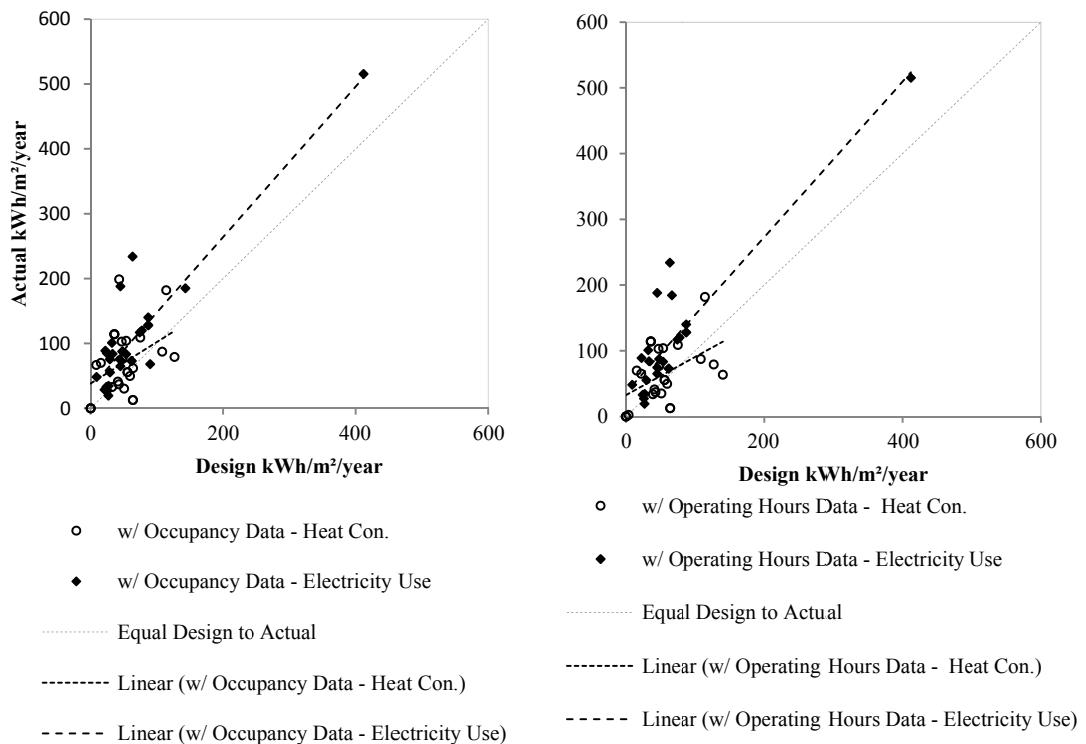 600
500
400
300
200
100
0
Actual kWh/m²/year
0
200
400
600
Design kWh/m²/year
w/ Occupancy Data - Heat Con.
w/ Occupancy Data - Electricity Use
Equal Design to Actual
Linear (w/ Occupancy Data - Heat Con.)
Linear (w/ Occupancy Data - Electricity Use)
600
500
400
300
200
100
0
0
200
400
600
Design kWh/m²/year
w/ Operating Hours Data -  Heat Con.
w/ Operating Hours Data - Electricity Use
Equal Design to Actual
Linear (w/ Operating Hours Data -  Heat Con.)
Linear (w/ Operating Hours Data - Electricity Use)